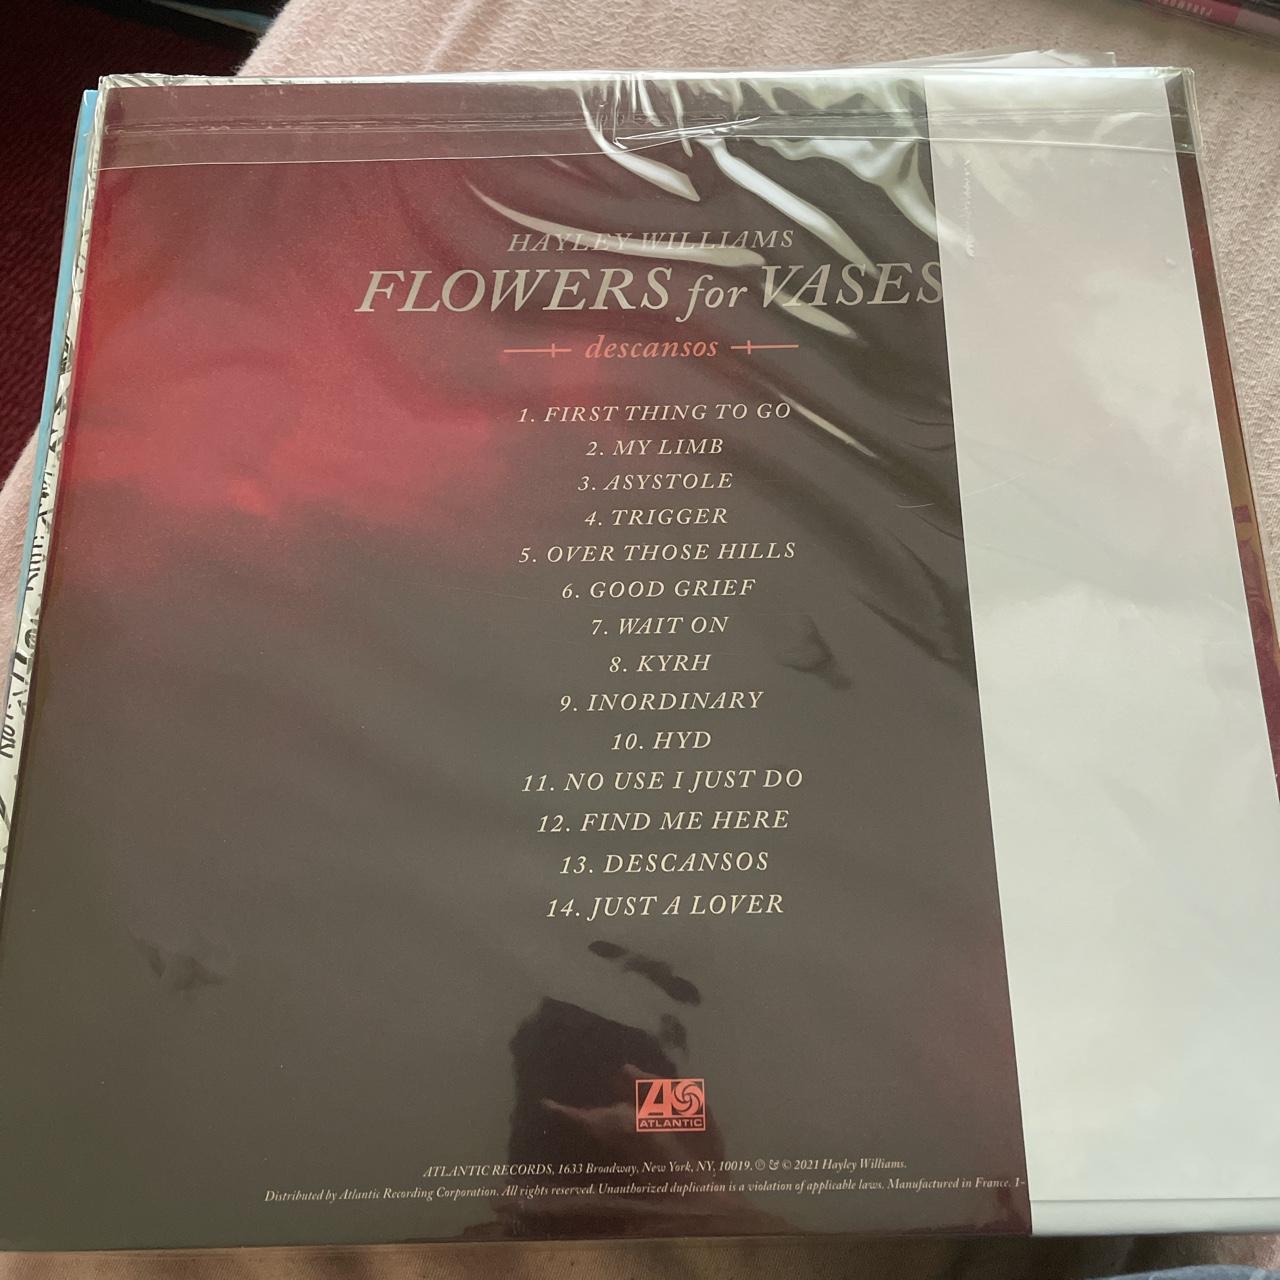 HAYLEY WILLIAMS
FLOWERS for VASES
descansos
1. FIRST THING TO GO
2. MY LIMB
3. ASYSTOLE
4. TRIGGER
5. OVER THOSE HILLS
6. GOOD GRIEF
7. WAIT ON
8. KYRH
9. INORDINARY
10. HYD
11. NO USE I JUST DO
12. FIND ME HERE
13. DESCANSOS
14. JUST A LOVER
ATLANTIC
ATLANTIC RECORDS, 1633 Broadway, New York, NY, 10019. ℗ & © 2021 Hayley Williams.
Distributed by Atlantic Recording Corporation. All rights reserved. Unauthorized duplication is a violation of applicable laws. Manufactured in France. 1-